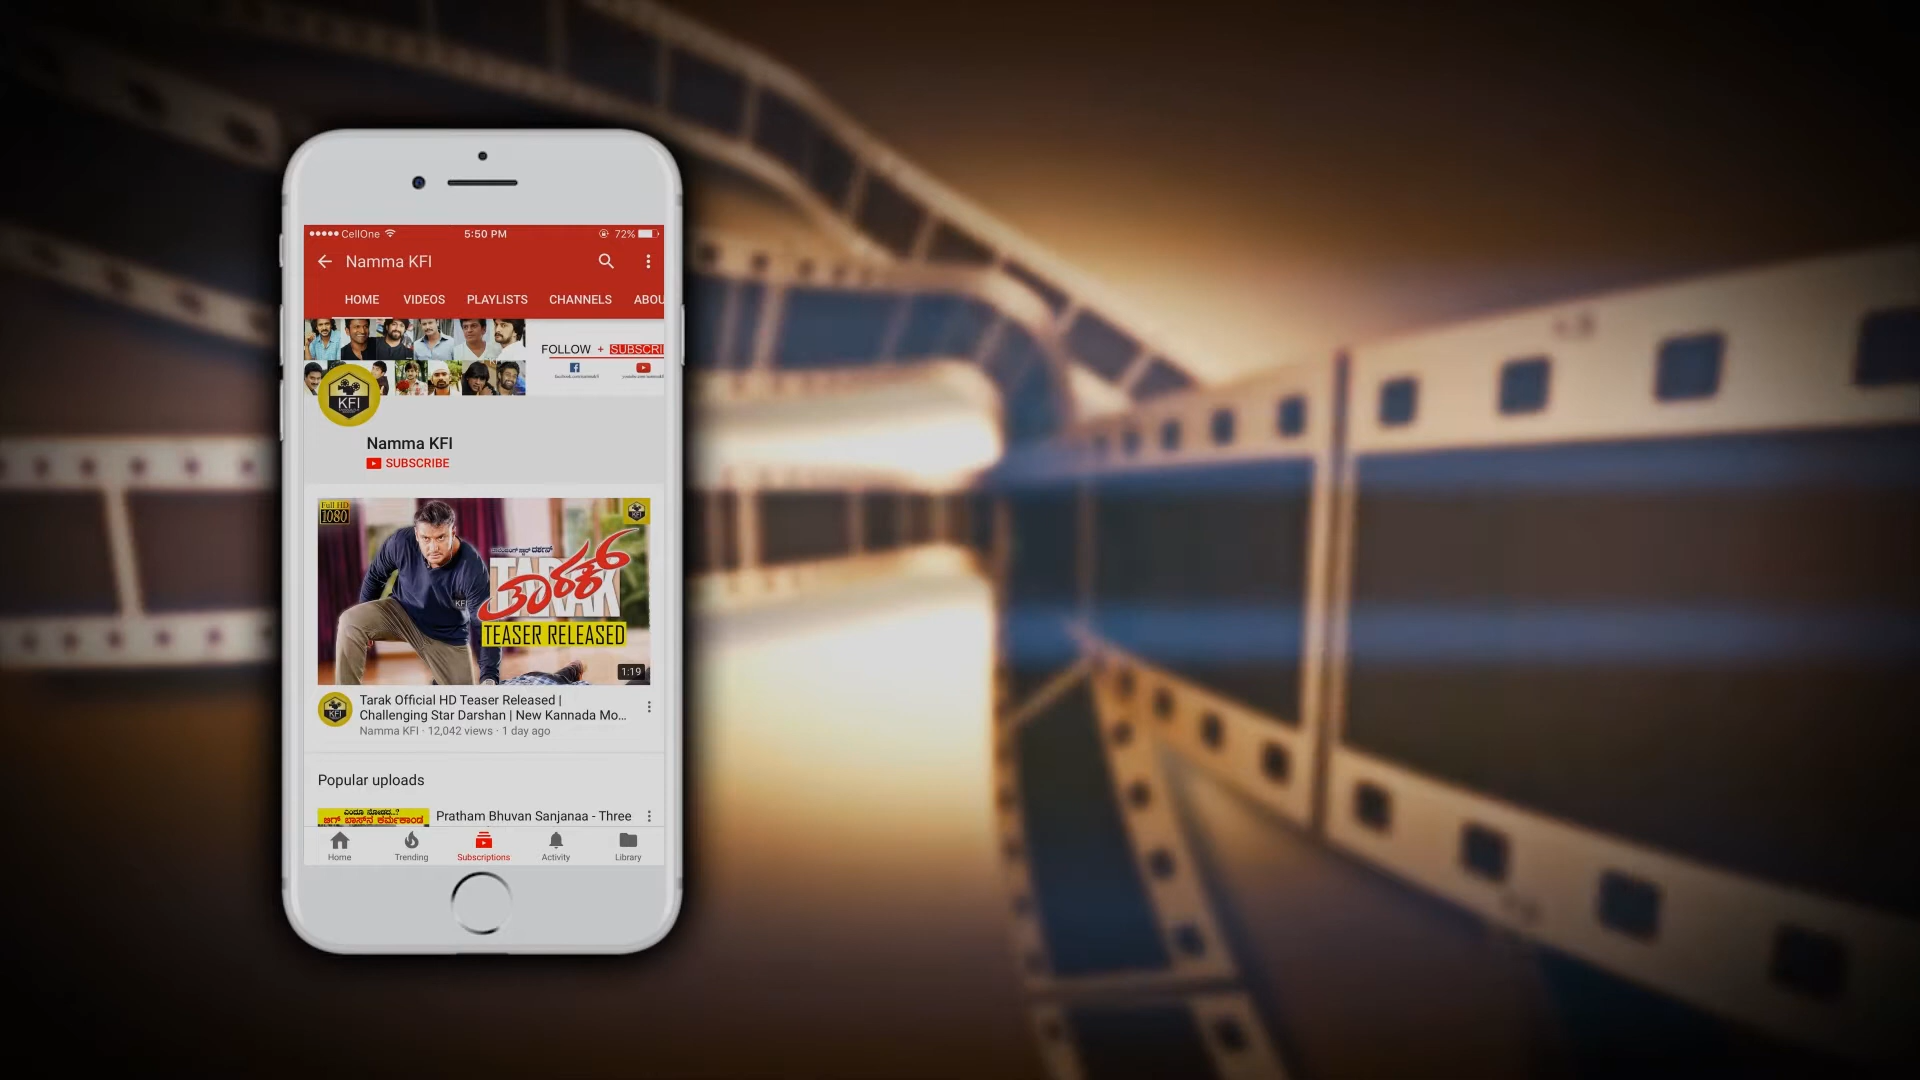 CellOne
5:50 PM
72%
Namma KFI
HOME VIDEOS PLAYLISTS CHANNELS ABOU
FOLLOW + SUBSCRI
KFI
Namma KFI
SUBSCRIBE
Full HD
1080
KFI
TARAK
ತಾರಕ್
TEASER RELEASED
1:19
Tarak Official HD Teaser Released |
Challenging Star Darshan | New Kannada Mo...
Namma KFI · 12,042 views · 1 day ago
Popular uploads
Pratham Bhuvan Sanjanaa - Three
Home Trending Subscriptions Activity Library